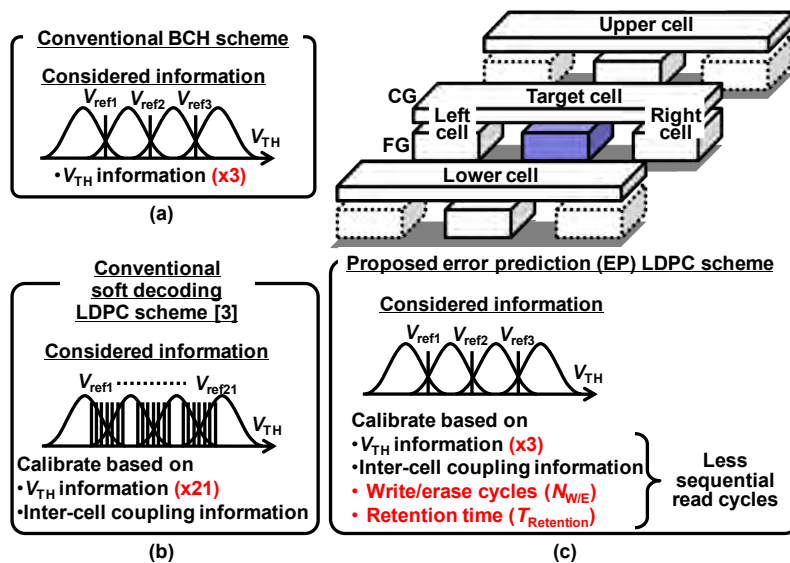 Conventional BCH scheme
Considered information
Vref1 Vref2 Vref3
VTH
•VTH information (x3)
(a)
Upper cell
CG
Target cell
Left cell
Right cell
FG
Lower cell
Conventional
soft decoding
LDPC scheme [3]
Considered information
Vref1 ............ Vref21
VTH
Calibrate based on
•VTH information (x21)
•Inter-cell coupling information
(b)
Proposed error prediction (EP) LDPC scheme
Considered information
Vref1 Vref2 Vref3
VTH
Calibrate based on
•VTH information (x3)
•Inter-cell coupling information
• Write/erase cycles (NW/E)
• Retention time (TRetention)
Less
sequential
read cycles
(c)